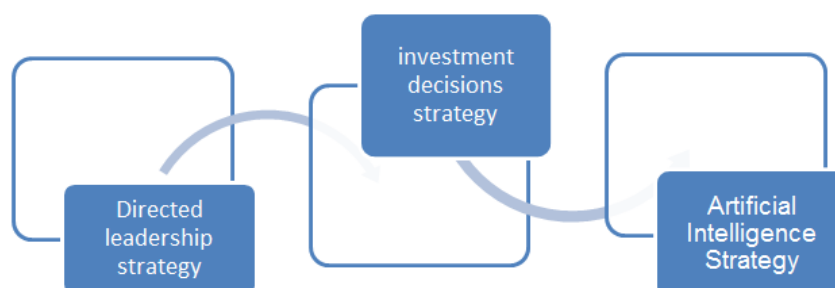 Directed
leadership
strategy
investment
decisions
strategy
Artificial
Intelligence
Strategy